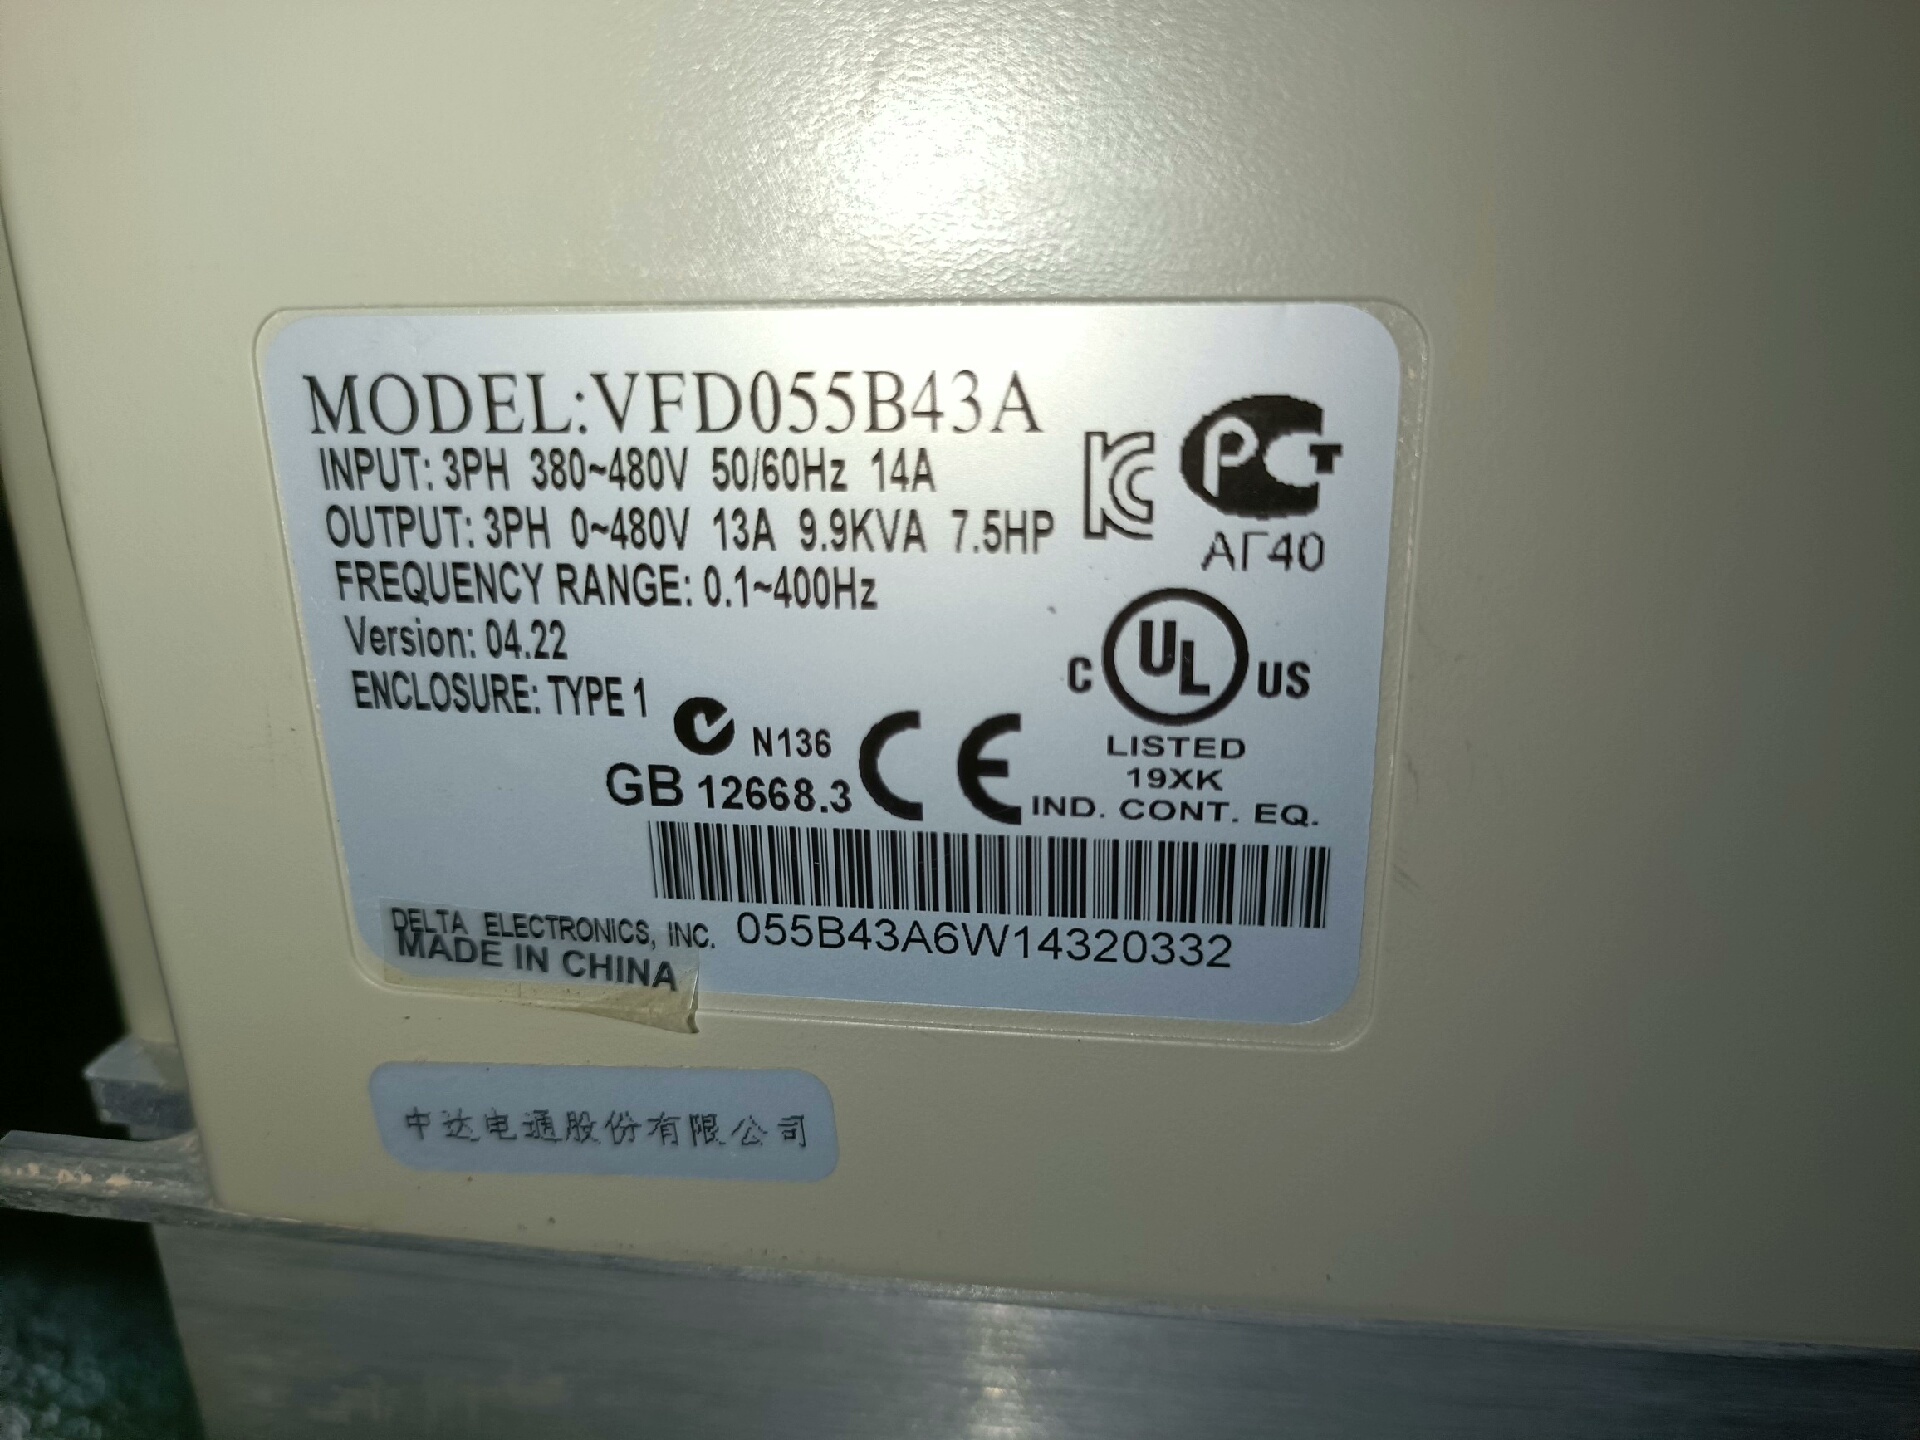 MODEL:VFD055B43A
INPUT: 3PH 380~480V 50/60Hz 14A
OUTPUT: 3PH 0~480V 13A 9.9KVA 7.5HP
FREQUENCY RANGE: 0.1~400Hz
Version: 04.22
ENCLOSURE: TYPE 1
KC
PCT
АГ40
C UL US
LISTED
19XK
IND. CONT. EQ.
N136
CE
GB 12668.3
055B43A6W14320332
DELTA ELECTRONICS, INC.
MADE IN CHINA
中达电通股份有限公司